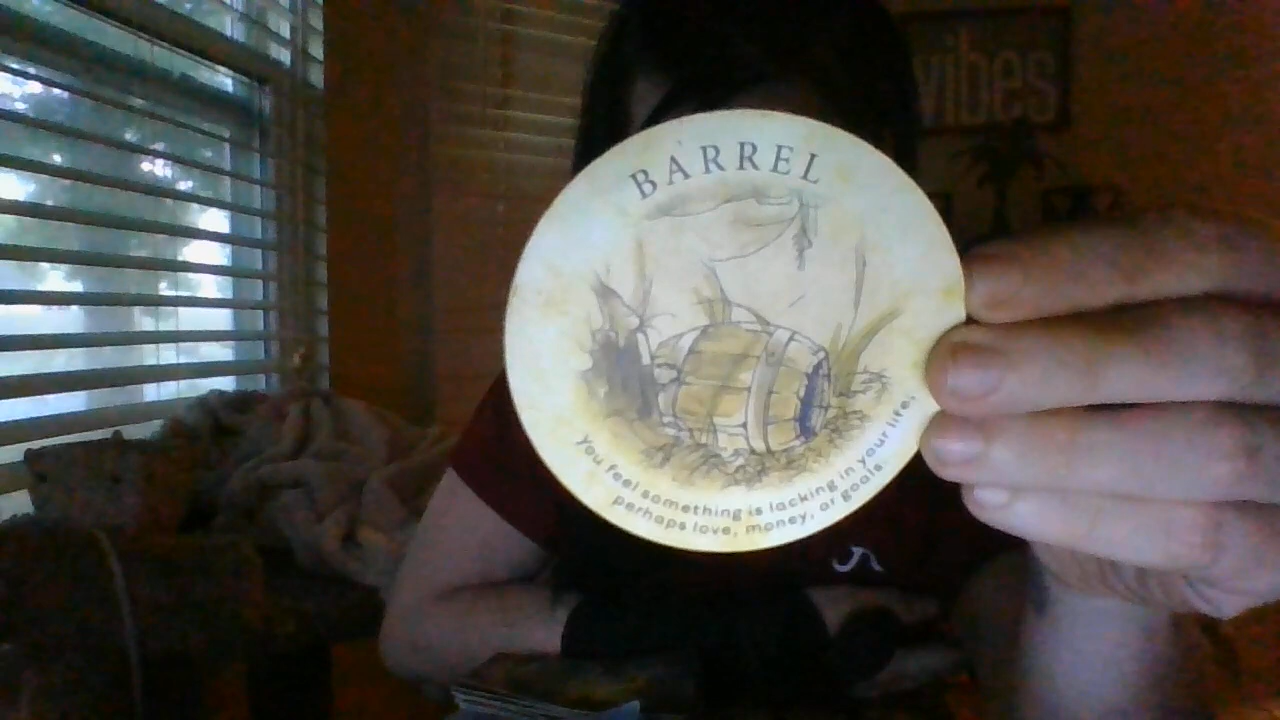 vibes
BARREL
You feel something is lacking in your life,
perhaps love, money, or goals.